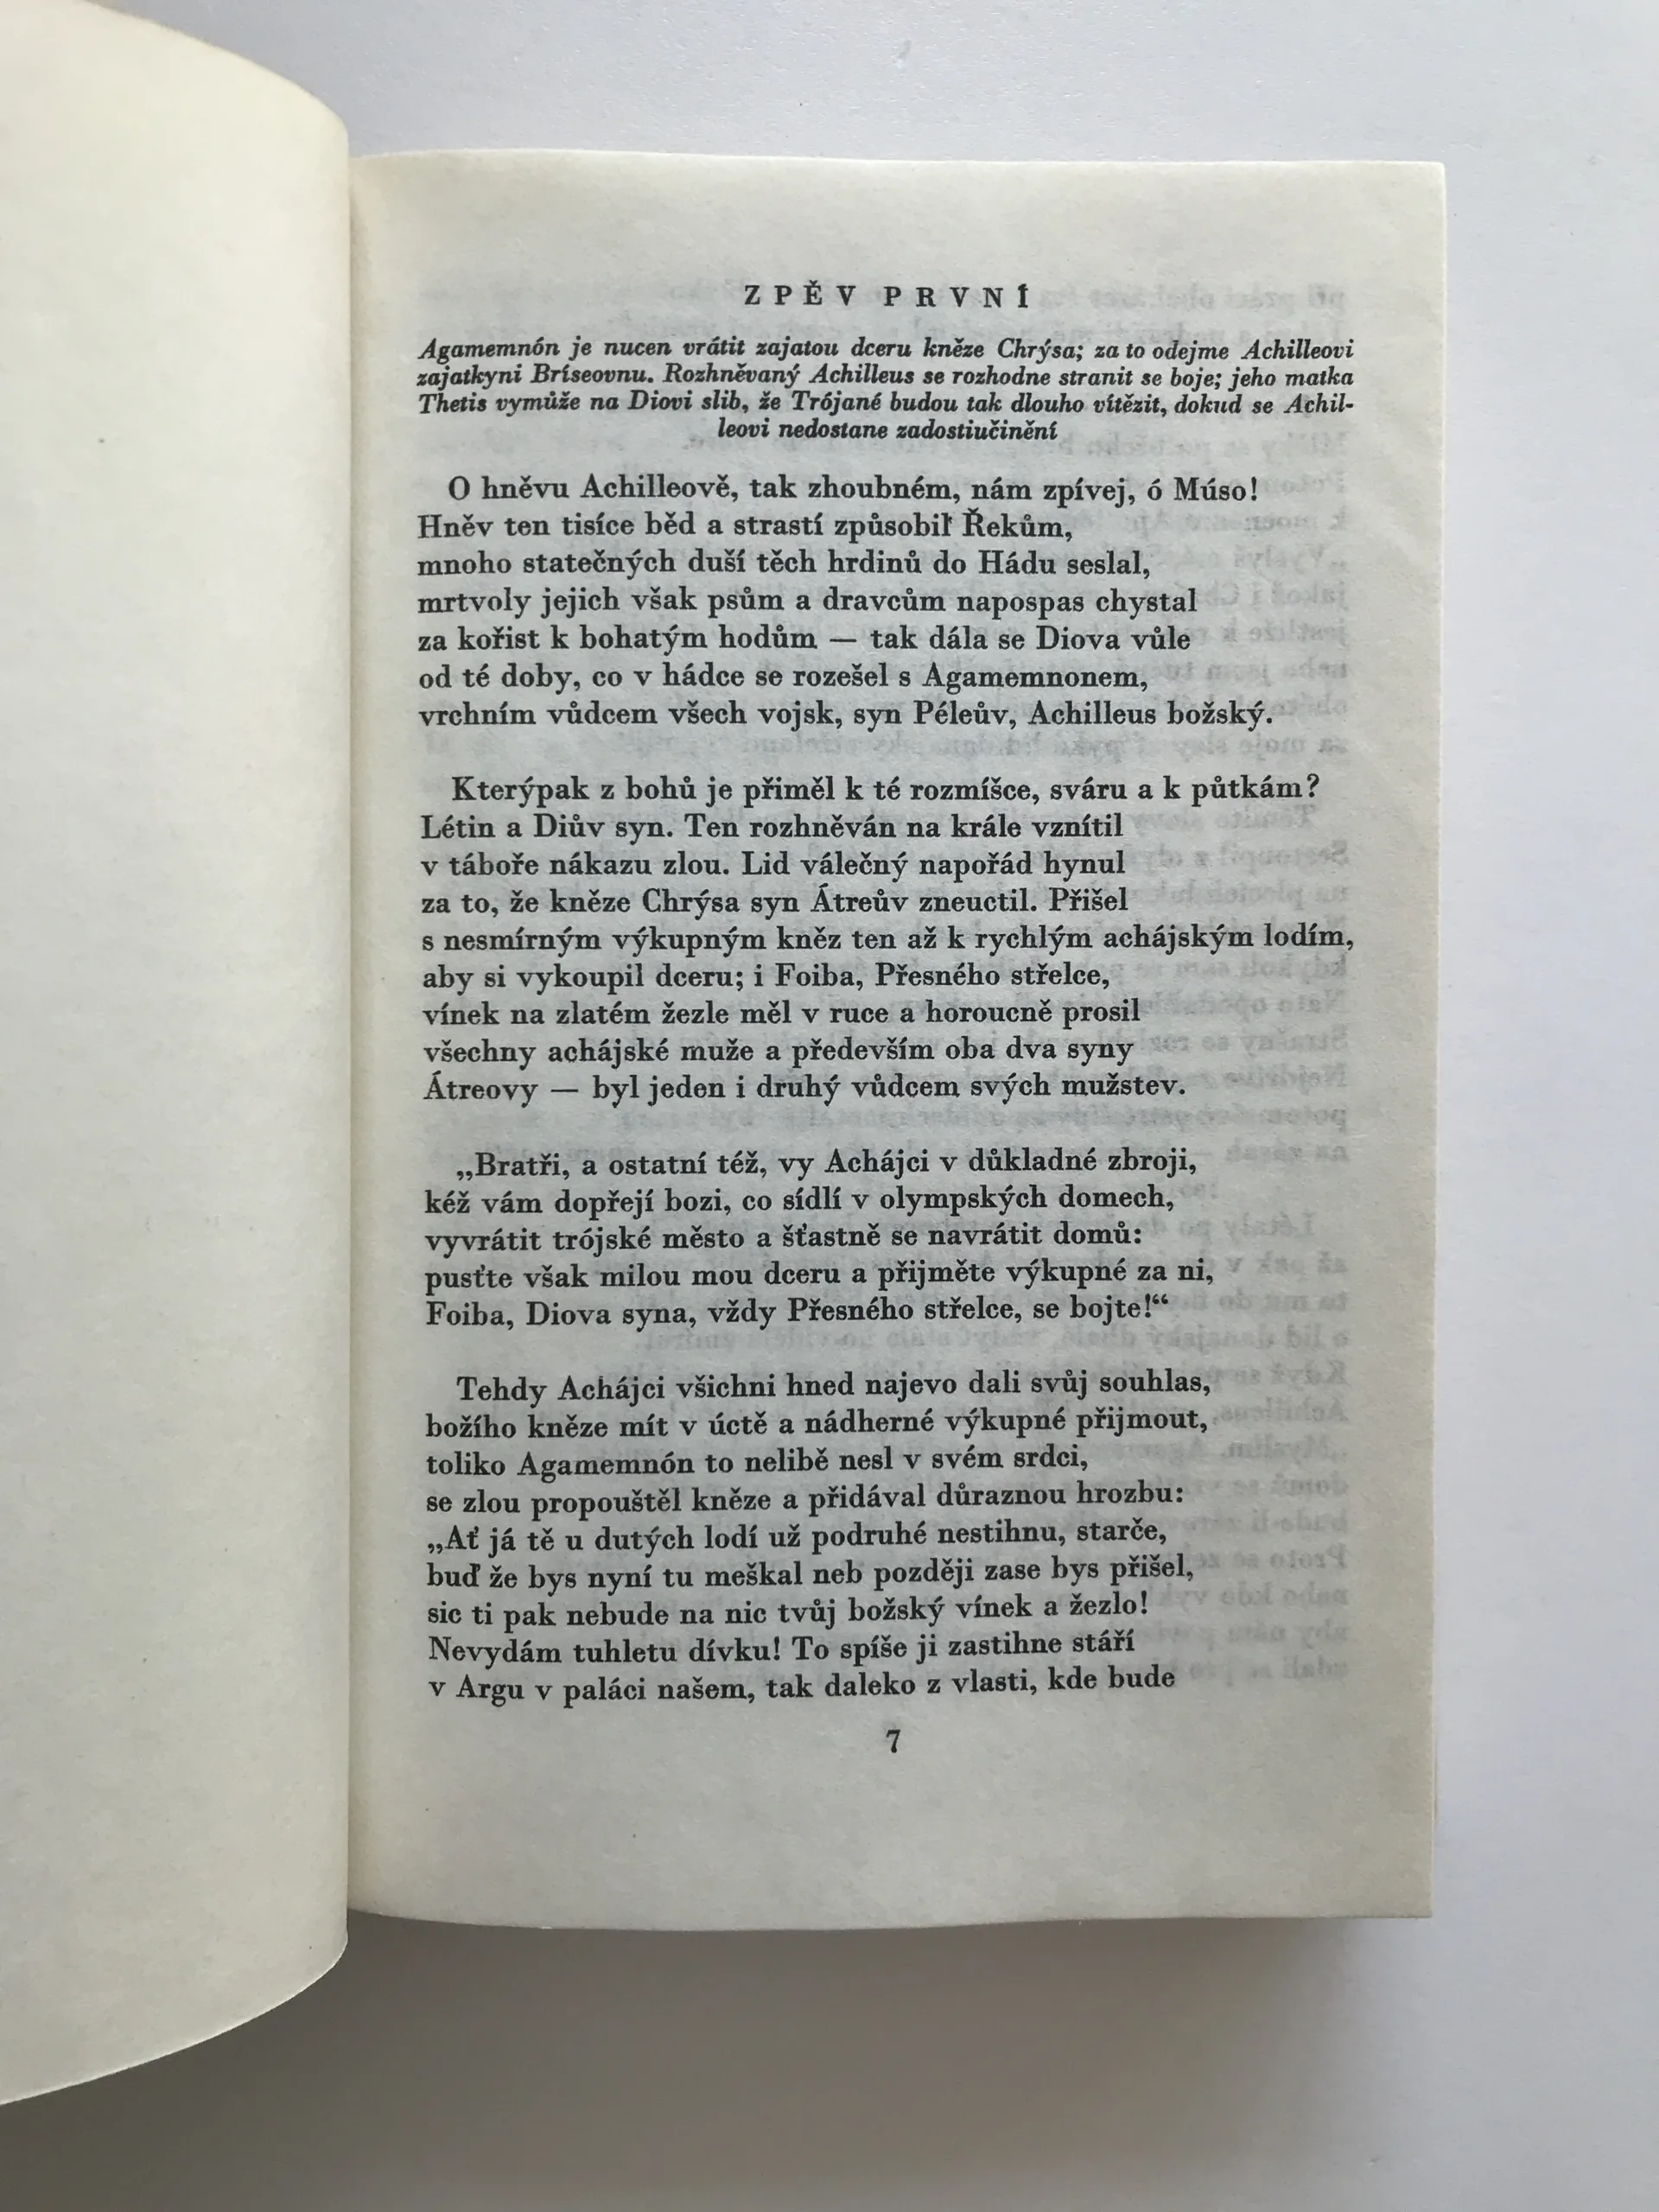 ZPĚV PRVNÍ
Agamemnón je nucen vrátit zajatou dceru kněze Chrýsa; za to odejme Achilleovi
zajatkyni Bríseovnu. Rozhněvaný Achilleus se rozhodne stranit se boje; jeho matka
Thetis vymůže na Diovi slib, že Trójané budou tak dlouho vítězit, dokud se Achil-
leovi nedostane zadostiučinění
O hněvu Achilleově, tak zhoubném, nám zpívej, ó Múso!
Hněv ten tisíce běd a strastí způsobil Řekům,
mnoho statečných duší těch hrdinů do Hádu seslal,
mrtvoly jejich však psům a dravcům napospas chystal
za kořist k bohatým hodům — tak dála se Diova vůle
od té doby, co v hádce se rozešel s Agamemnonem,
vrchním vůdcem všech vojsk, syn Péleův, Achilleus božský.
Kterýpak z bohů je přiměl k té rozmíšce, sváru a k půtkám?
Létin a Diův syn. Ten rozhněván na krále vznítil
v táboře nákazu zlou. Lid válečný napořád hynul
za to, že kněze Chrýsa syn Átreův zneuctil. Přišel
s nesmírným výkupným kněz ten až k rychlým achájským lodím,
aby si vykoupil dceru; i Foiba, Přesného střelce,
vínek na zlatém žezle měl v ruce a horoucně prosil
všechny achájské muže a především oba dva syny
Átreovy — byl jeden i druhý vůdcem svých mužstev.
„Bratři, a ostatní též, vy Achájci v důkladné zbroji,
kéž vám dopřejí bozi, co sídlí v olympských domech,
vyvrátit trójské město a šťastně se navrátit domů:
pusťte však milou mou dceru a přijměte výkupné za ni,
Foiba, Diova syna, vždy Přesného střelce, se bojte!“
Tehdy Achájci všichni hned najevo dali svůj souhlas,
božího kněze mít v úctě a nádherné výkupné přijmout,
toliko Agamemnón to nelibě nesl v svém srdci,
se zlou propouštěl kněze a přidával důraznou hrozbu:
„Ať já tě u dutých lodí už podruhé nestihnu, starče,
buď že bys nyní tu meškal neb později zase bys přišel,
sic ti pak nebude na nic tvůj božský vínek a žezlo!
Nevydám tuhletu dívku! To spíše ji zastihne stáří
v Argu v paláci našem, tak daleko z vlasti, kde bude
7